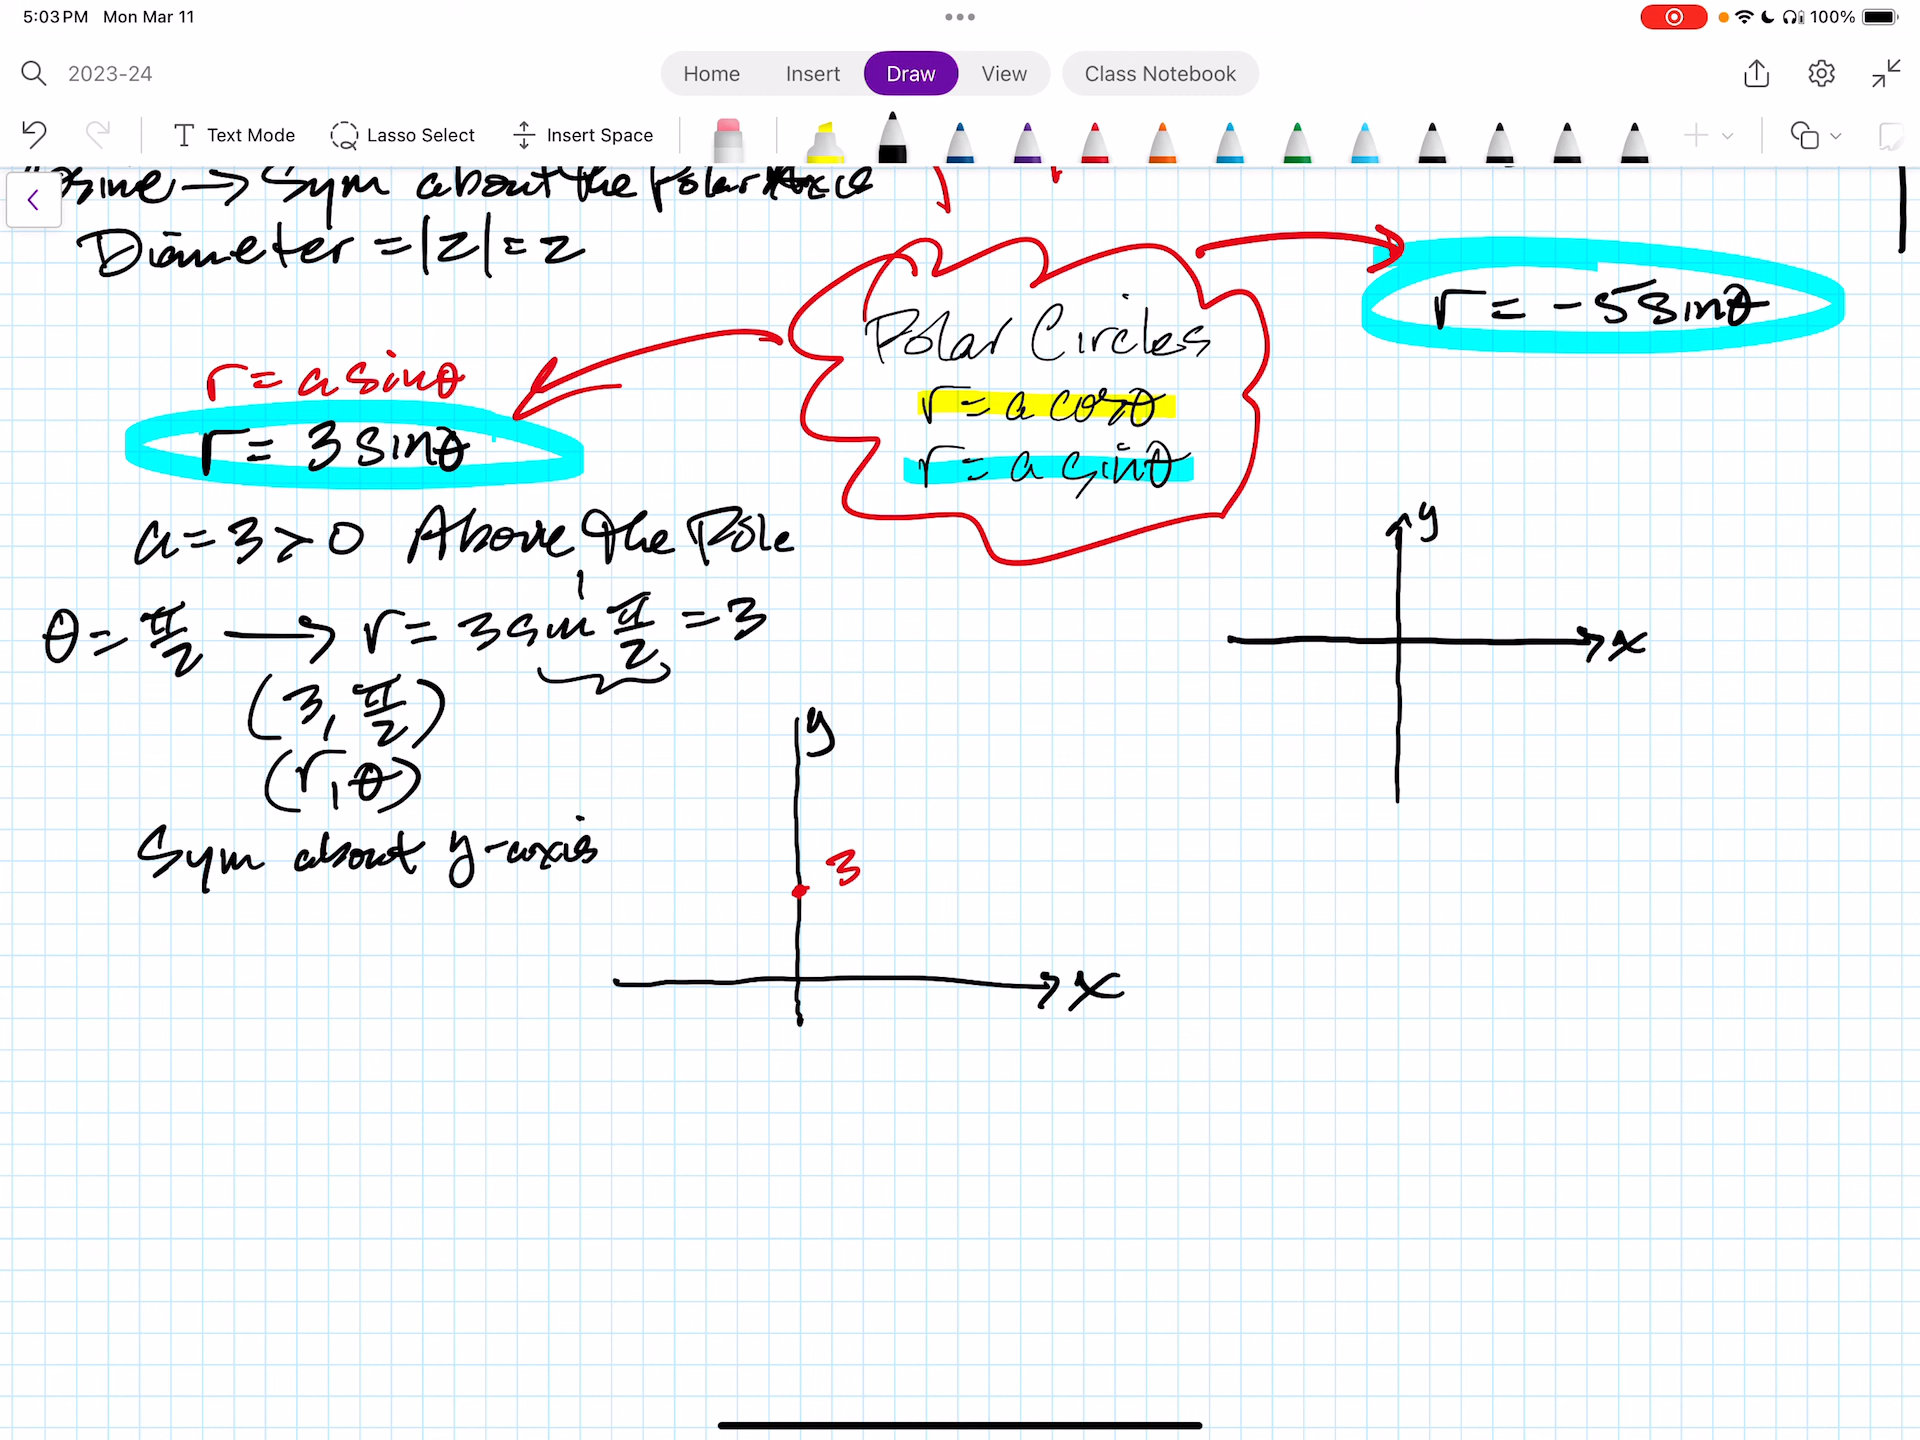 5:03 PM Mon Mar 11
100%
2023-24
Home Insert Draw View Class Notebook
Text Mode Lasso Select Insert Space
→ Sym about the Polar Axis
Diameter = |2| = 2
r = -5 sinθ
Polar Circles
r = a cosθ
r = a sinθ
r = a sinθ
r = 3 sinθ
a = 3 > 0 Above the Pole
θ = π/2 → r = 3 sin π/2 = 3
1
(3, π/2)
(r, θ)
Sym about y-axis
y
x
y
3
x